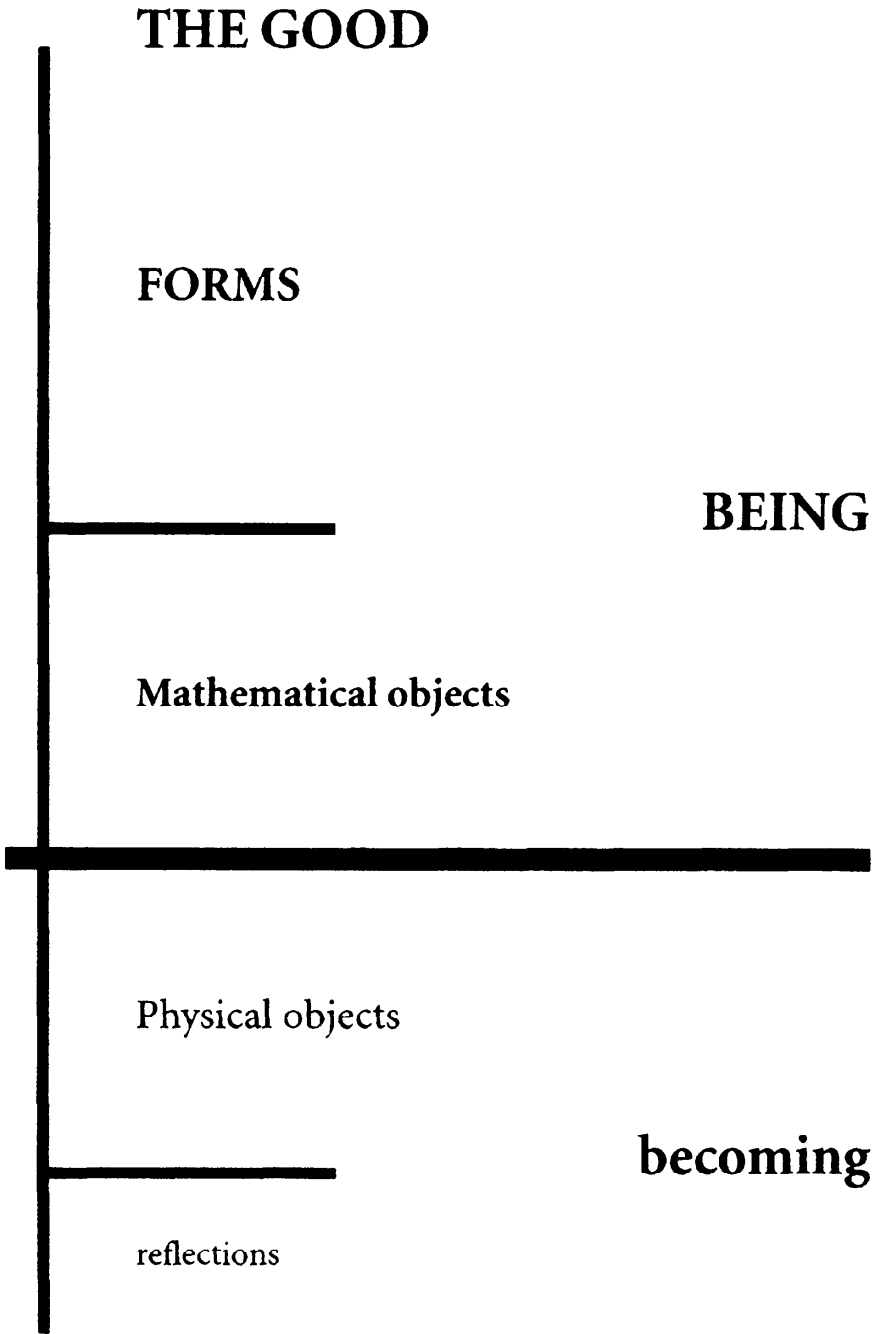 THE GOOD
FORMS
BEING
Mathematical objects
Physical objects
becoming
reflections